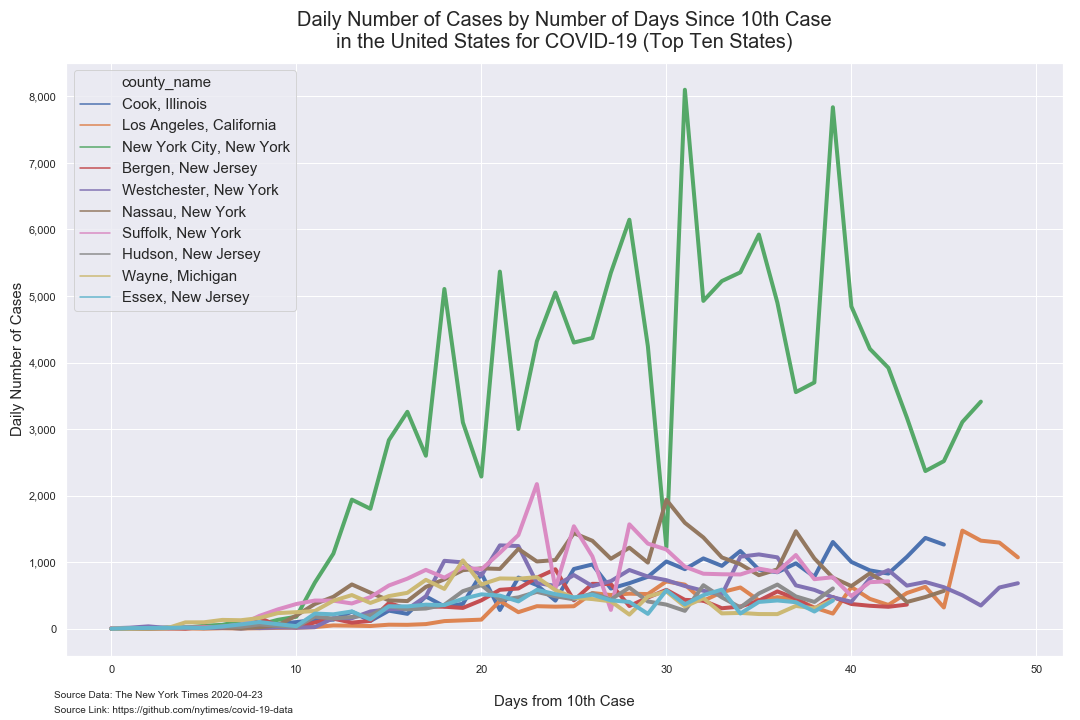 Daily Number of Cases by Number of Days Since 10th Case
in the United States for COVID-19 (Top Ten States)
county_name
Cook, Illinois
Los Angeles, California
New York City, New York
Bergen, New Jersey
Westchester, New York
Nassau, New York
Suffolk, New York
Hudson, New Jersey
Wayne, Michigan
Essex, New Jersey
Daily Number of Cases
8,000
7,000
6,000
5,000
4,000
3,000
2,000
1,000
0
0 10 20 30 40 50
Days from 10th Case
Source Data: The New York Times 2020-04-23
Source Link: https://github.com/nytimes/covid-19-data